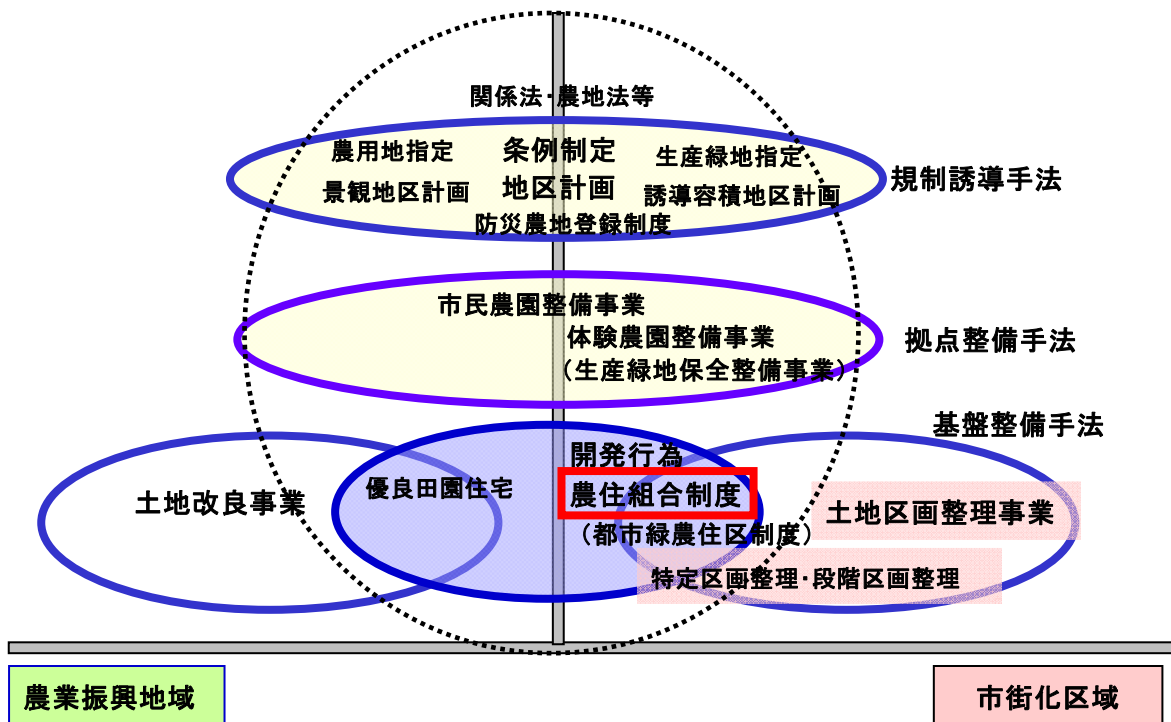 関係法・農地法等
農用地指定
条例制定
生産緑地指定
景観地区計画
地区計画
誘導容積地区計画
規制誘導手法
防災農地登録制度
市民農園整備事業
体験農園整備事業
拠点整備手法
（生産緑地保全整備事業）
基盤整備手法
開発行為
土地改良事業
優良田園住宅
農住組合制度
土地区画整理事業
（都市緑農住区制度）
特定区画整理・段階区画整理
農業振興地域
市街化区域